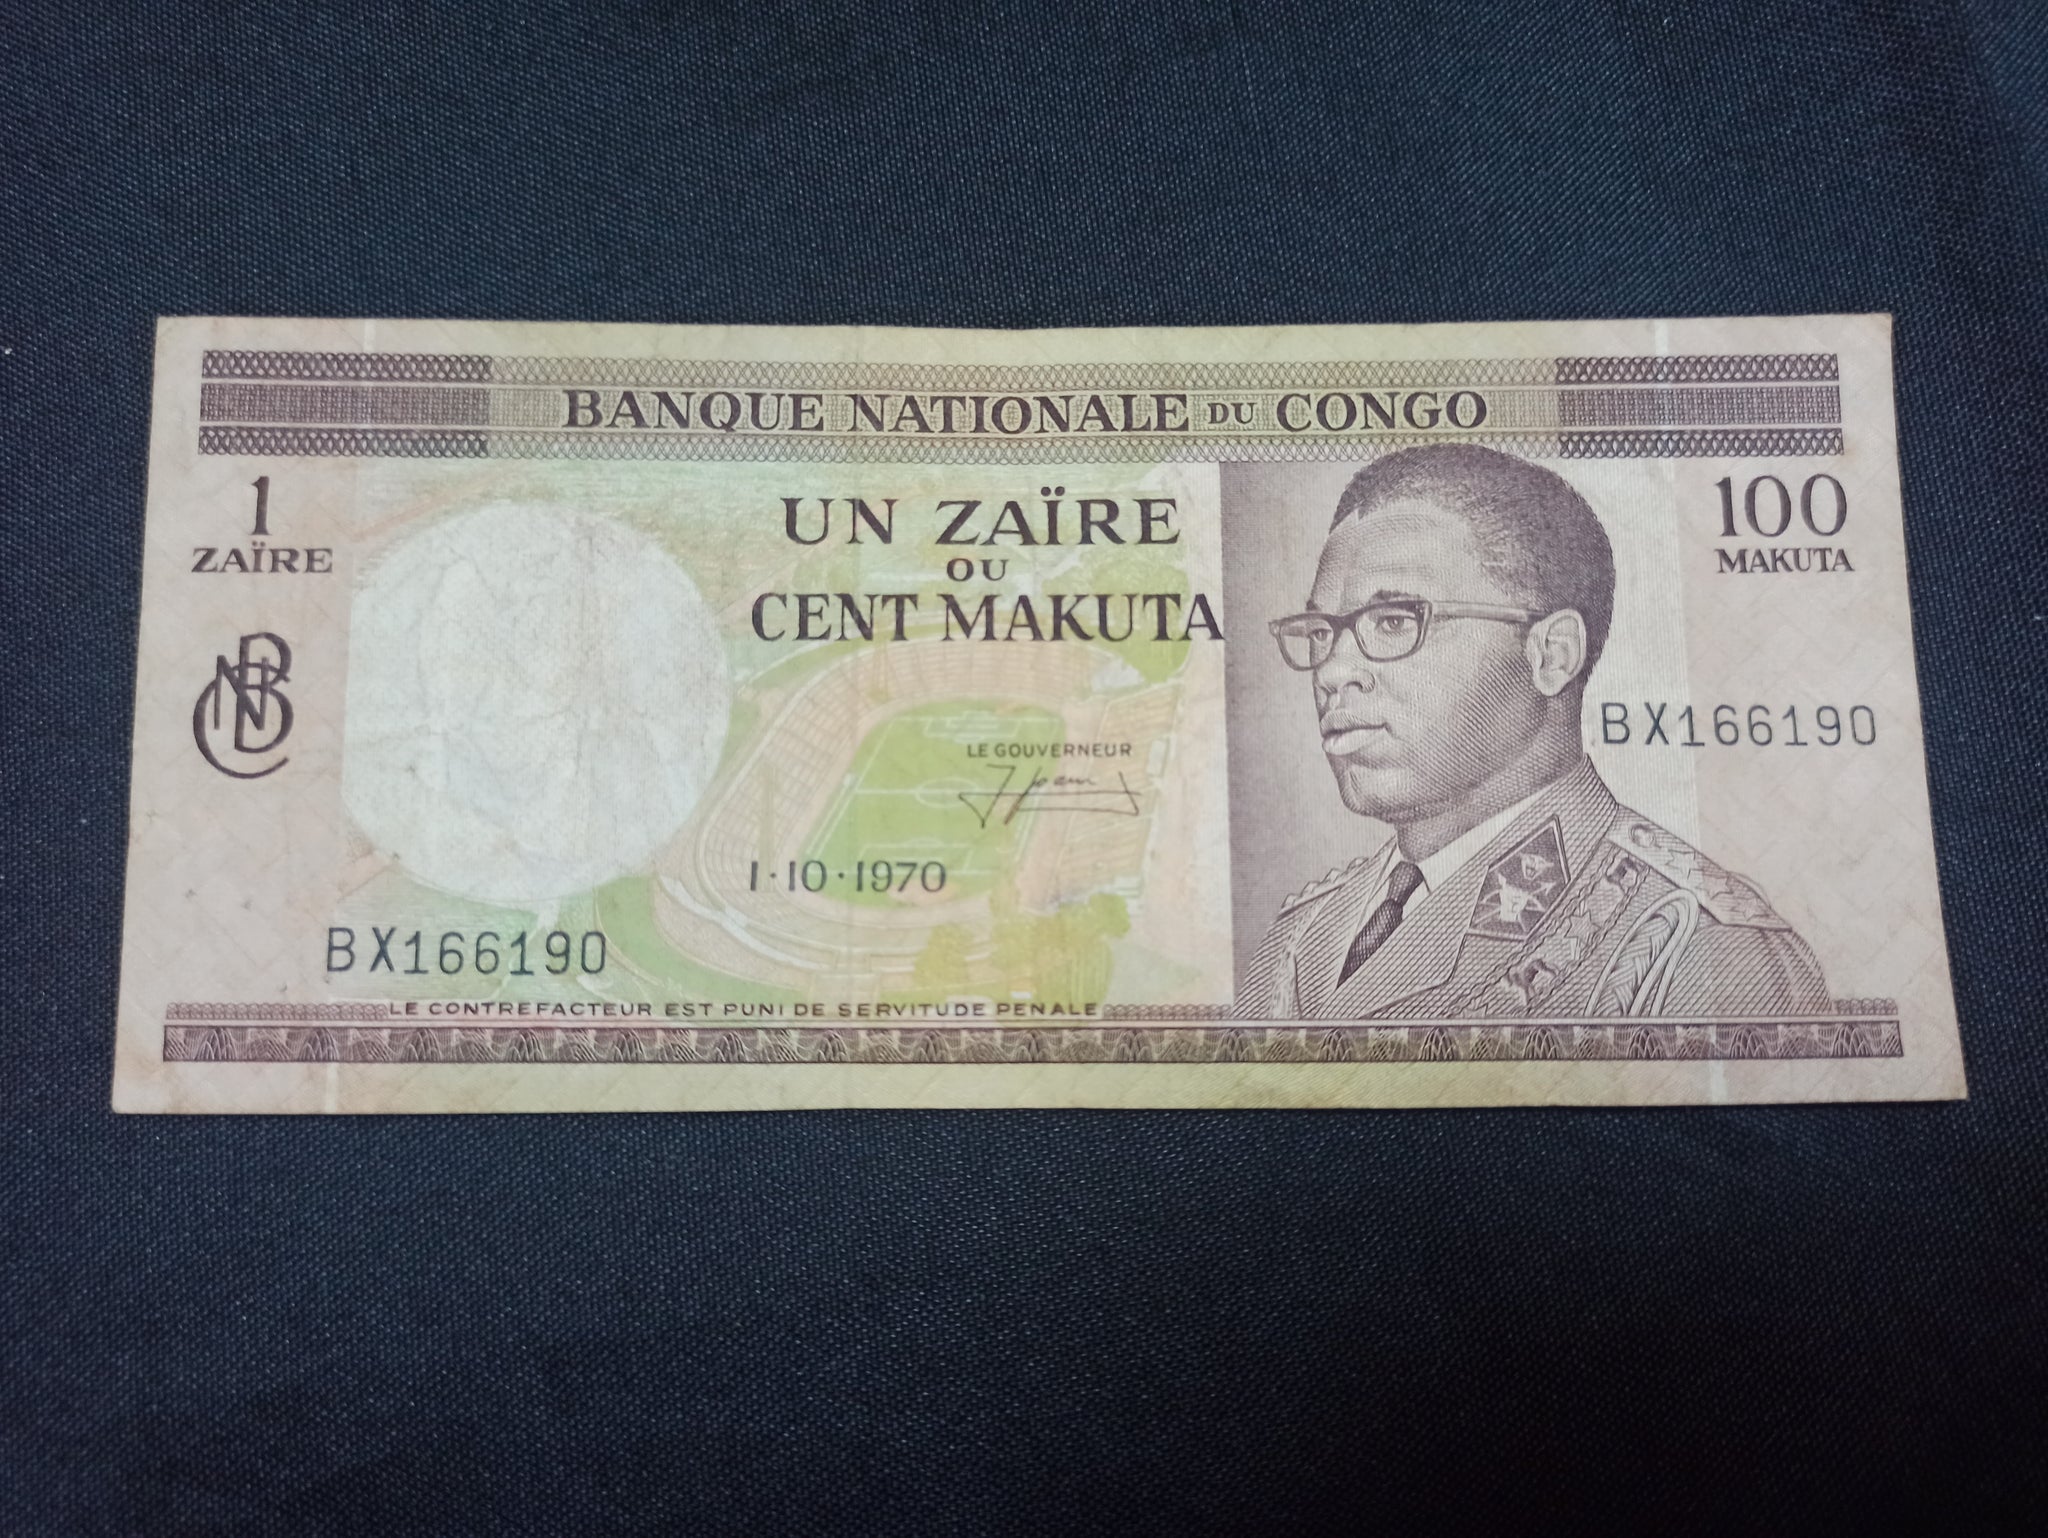 BANQUE NATIONALE DU CONGO
1
ZAÏRE
UN ZAÏRE
OU
CENT MAKUTA
100
MAKUTA
BNC
BX166190
LE GOUVERNEUR
1·10·1970
BX166190
LE CONTREFACTEUR EST PUNI DE SERVITUDE PENALE